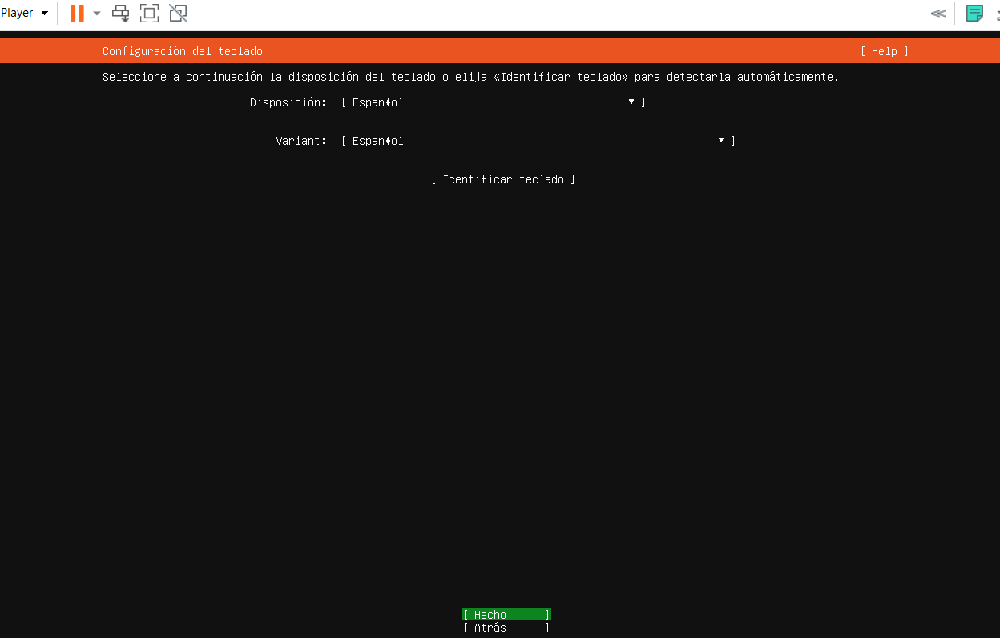 Player
Configuración del teclado [ Help ]
Seleccione a continuación la disposición del teclado o elija «Identificar teclado» para detectarla automáticamente.
Disposición: [ Espan♦ol ▼ ]
Variant: [ Espan♦ol ▼ ]
[ Identificar teclado ]
[ Hecho ]
[ Atrás ]